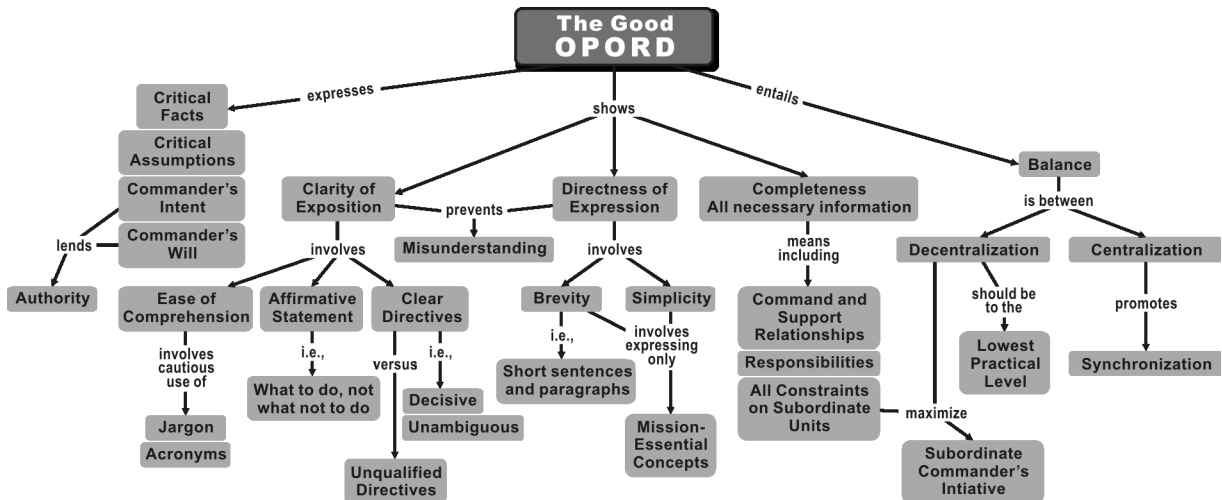 The Good
OPORD
expresses
shows
entails
Critical
Facts
Critical
Assumptions
Commander's
Intent
Commander's
Will
lends
Authority
Clarity of
Exposition
prevents
Directness of
Expression
Misunderstanding
Completeness
All necessary information
Balance
is between
Decentralization
Centralization
involves
Ease of
Comprehension
Affirmative
Statement
Clear
Directives
involves
cautious
use of
Jargon
Acronyms
i.e.,
What to do, not
what not to do
versus
i.e.,
Decisive
Unambiguous
Unqualified
Directives
involves
Brevity
Simplicity
i.e.,
involves
expressing
only
Short sentences
and paragraphs
Mission-
Essential
Concepts
means
including
Command and
Support
Relationships
Responsibilities
All Constraints
on Subordinate
Units
maximize
should be
to the
Lowest
Practical
Level
promotes
Synchronization
Subordinate
Commander's
Intiative